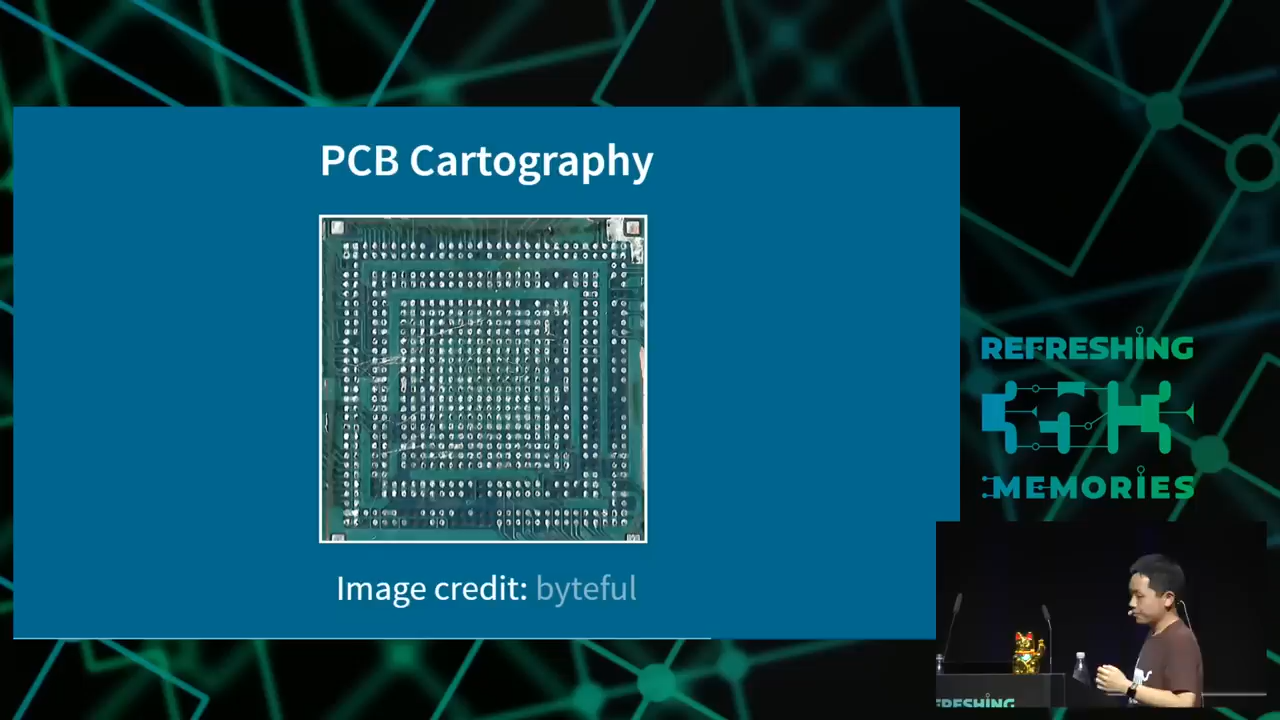 PCB Cartography
Image credit: byteful
REFRESHING
MEMORIES
REFRESHING